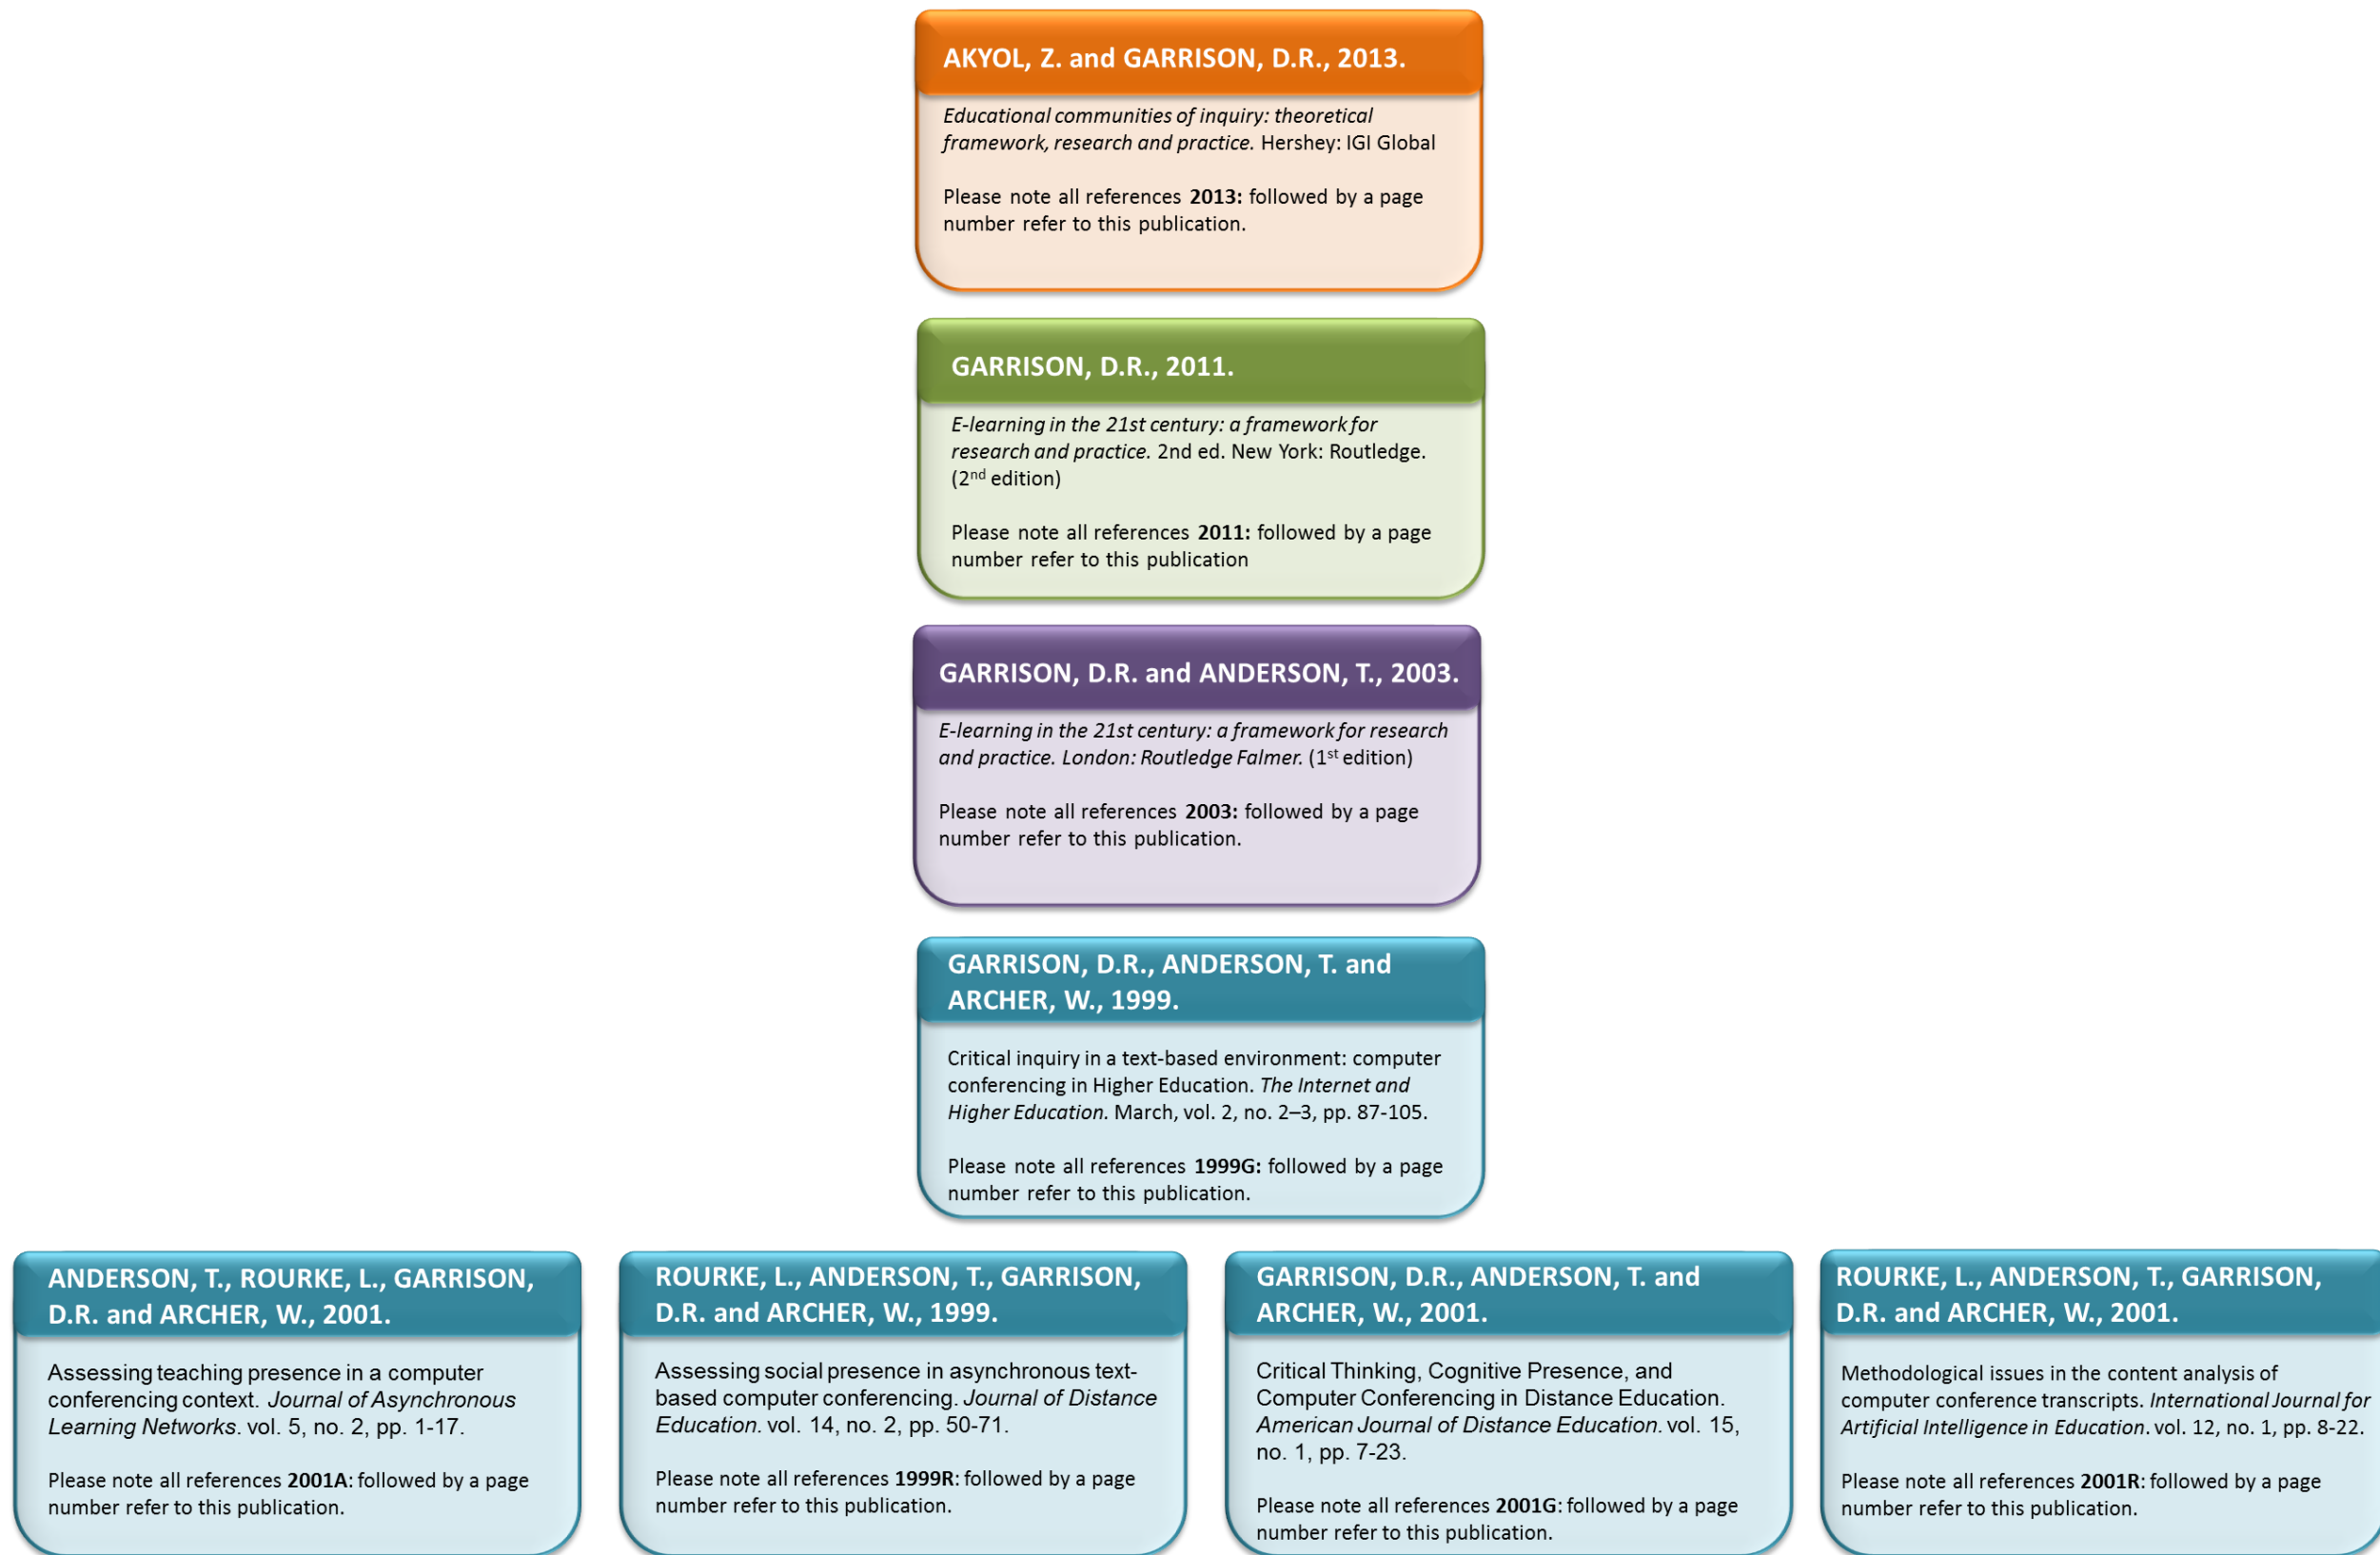 AKYOL, Z. and GARRISON, D.R., 2013.
Educational communities of inquiry: theoretical
framework, research and practice. Hershey: IGI Global
Please note all references 2013: followed by a page
number refer to this publication.
GARRISON, D.R., 2011.
E-learning in the 21st century: a framework for
research and practice. 2nd ed. New York: Routledge.
(2nd edition)
Please note all references 2011: followed by a page
number refer to this publication
GARRISON, D.R. and ANDERSON, T., 2003.
E-learning in the 21st century: a framework for research
and practice. London: Routledge Falmer. (1st edition)
Please note all references 2003: followed by a page
number refer to this publication.
GARRISON, D.R., ANDERSON, T. and
ARCHER, W., 1999.
Critical inquiry in a text-based environment: computer
conferencing in Higher Education. The Internet and
Higher Education. March, vol. 2, no. 2–3, pp. 87-105.
Please note all references 1999G: followed by a page
number refer to this publication.
ANDERSON, T., ROURKE, L., GARRISON,
D.R. and ARCHER, W., 2001.
Assessing teaching presence in a computer
conferencing context. Journal of Asynchronous
Learning Networks. vol. 5, no. 2, pp. 1-17.
Please note all references 2001A: followed by a page
number refer to this publication.
ROURKE, L., ANDERSON, T., GARRISON,
D.R. and ARCHER, W., 1999.
Assessing social presence in asynchronous text-
based computer conferencing. Journal of Distance
Education. vol. 14, no. 2, pp. 50-71.
Please note all references 1999R: followed by a page
number refer to this publication.
GARRISON, D.R., ANDERSON, T. and
ARCHER, W., 2001.
Critical Thinking, Cognitive Presence, and
Computer Conferencing in Distance Education.
American Journal of Distance Education. vol. 15,
no. 1, pp. 7-23.
Please note all references 2001G: followed by a page
number refer to this publication.
ROURKE, L., ANDERSON, T., GARRISON,
D.R. and ARCHER, W., 2001.
Methodological issues in the content analysis of
computer conference transcripts. International Journal for
Artificial Intelligence in Education. vol. 12, no. 1, pp. 8-22.
Please note all references 2001R: followed by a page
number refer to this publication.